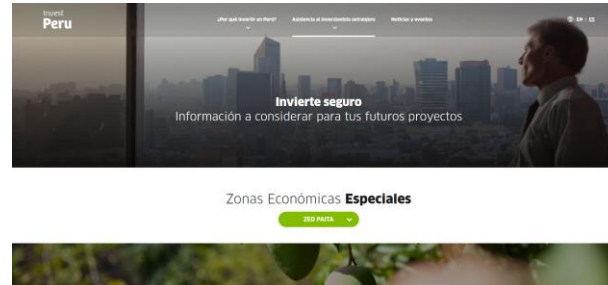 Invest
Peru
¿Por qué invertir en Perú?
Asistencia al inversionista extranjero
Noticias y eventos
EN | ES
Invierte seguro
Información a considerar para tus futuros proyectos
Zonas Económicas Especiales
ZED PAITA